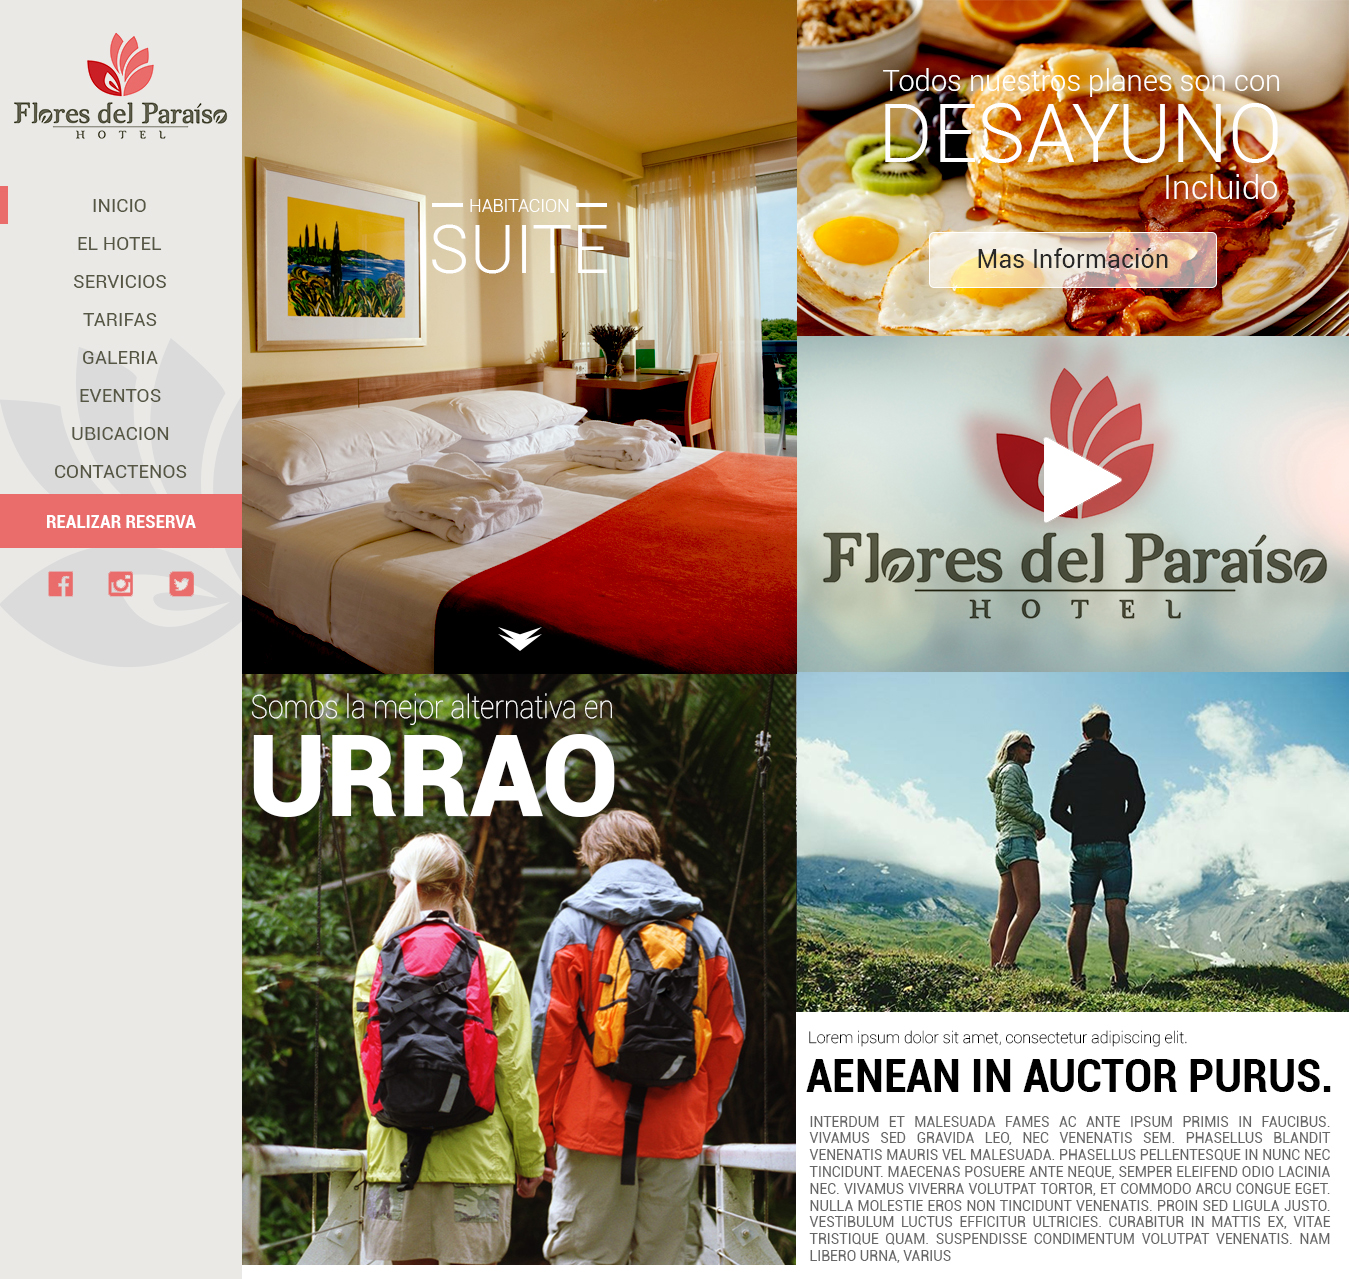 Flores del Paraíso
HOTEL
INICIO
EL HOTEL
SERVICIOS
TARIFAS
GALERIA
EVENTOS
UBICACION
CONTACTENOS
REALIZAR RESERVA
HABITACION
SUITE
Todos nuestros planes son con
DESAYUNO
Incluido
Mas Información
Flores del Paraíso
HOTEL
Somos la mejor alternativa en
URRAO
Lorem ipsum dolor sit amet, consectetur adipiscing elit.
AENEAN IN AUCTOR PURUS.
INTERDUM ET MALESUADA FAMES AC ANTE IPSUM PRIMIS IN FAUCIBUS.
VIVAMUS SED GRAVIDA LEO, NEC VENENATIS SEM. PHASELLUS BLANDIT
VENENATIS MAURIS VEL MALESUADA. PHASELLUS PELLENTESQUE IN NUNC NEC
TINCIDUNT. MAECENAS POSUERE ANTE NEQUE, SEMPER ELEIFEND ODIO LACINIA
NEC. VIVAMUS VIVERRA VOLUTPAT TORTOR, ET COMMODO ARCU CONGUE EGET.
NULLA MOLESTIE EROS NON TINCIDUNT VENENATIS. PROIN SED LIGULA JUSTO.
VESTIBULUM LUCTUS EFFICITUR ULTRICIES. CURABITUR IN MATTIS EX, VITAE
TRISTIQUE QUAM. SUSPENDISSE CONDIMENTUM VOLUTPAT VENENATIS. NAM
LIBERO URNA, VARIUS